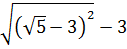 √((√5 − 3)²) − 3